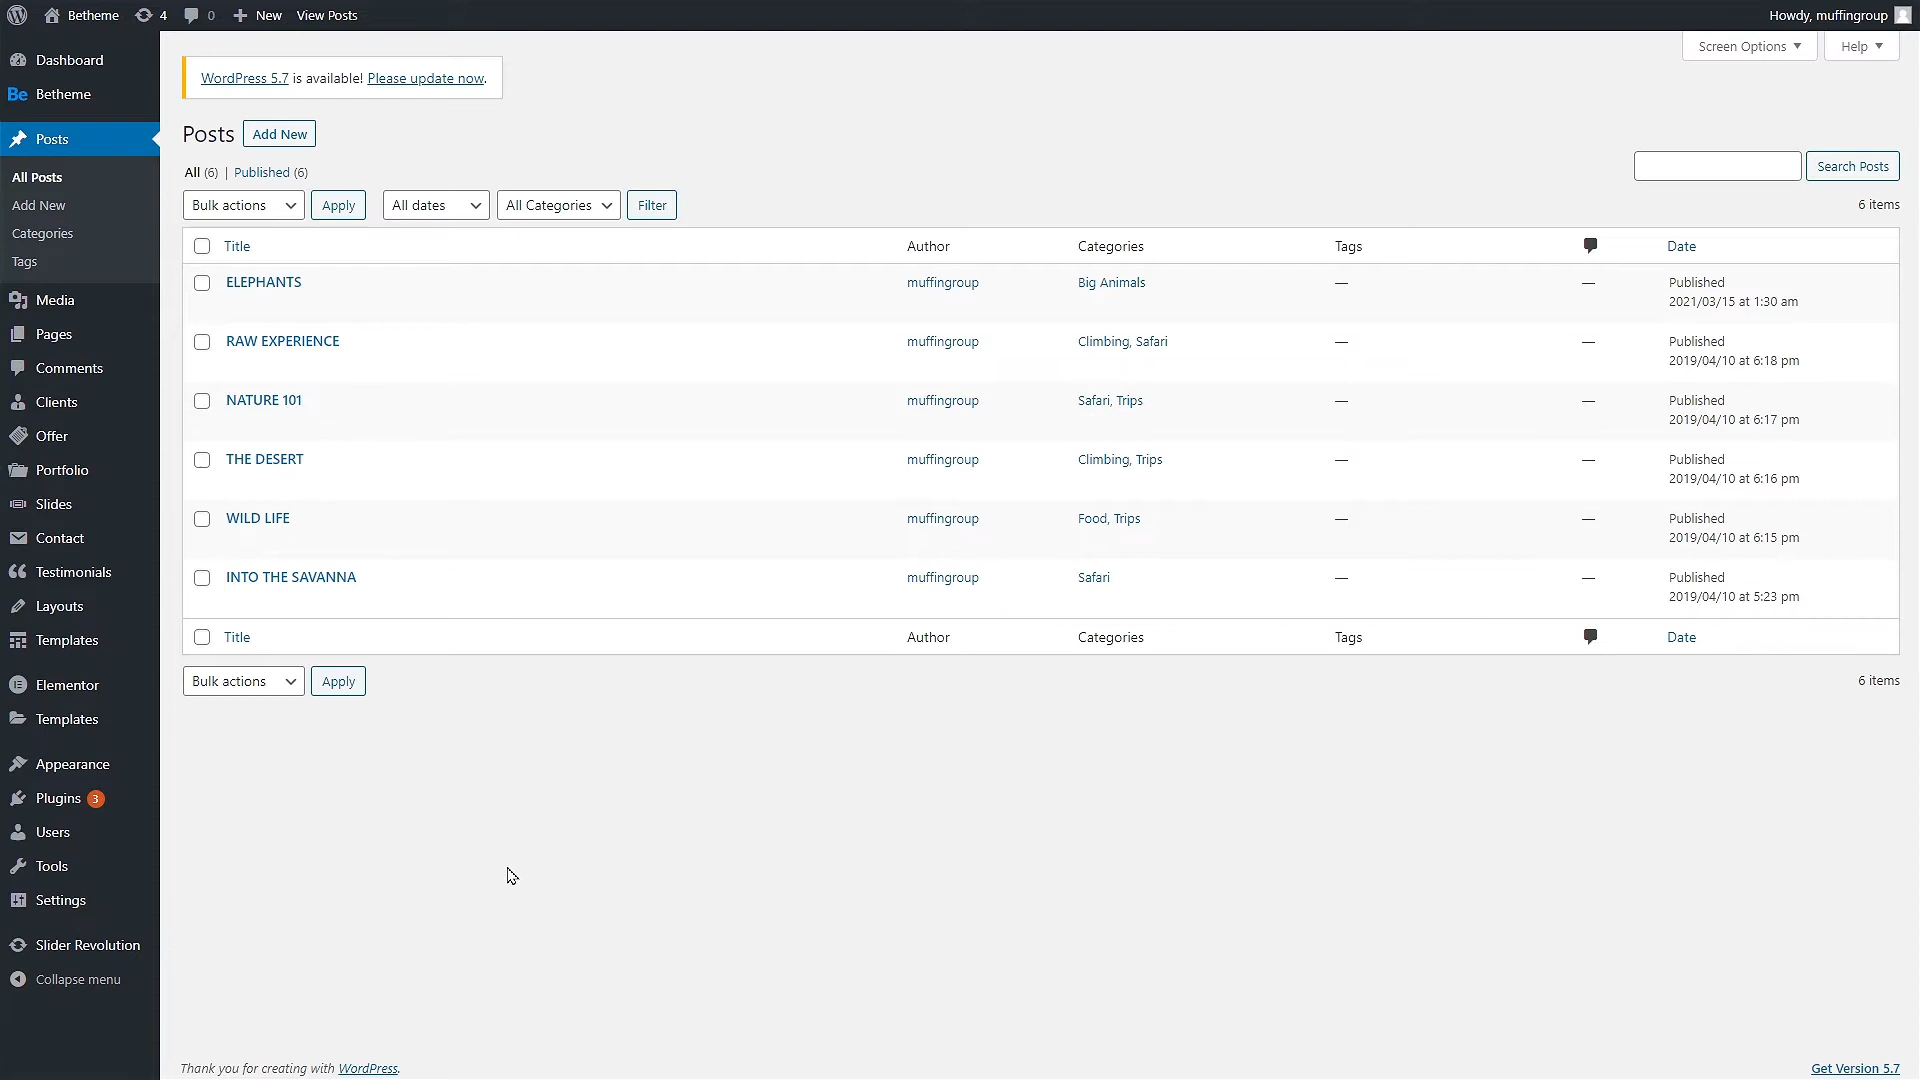 Betheme 4 0 New View Posts Howdy, muffingroup
Screen Options Help
Dashboard
Be Betheme
Posts
All Posts
Add New
Categories
Tags
Media
Pages
Comments
Clients
Offer
Portfolio
Slides
Contact
Testimonials
Layouts
Templates
Elementor
Templates
Appearance
Plugins 3
Users
Tools
Settings
Slider Revolution
Collapse menu
WordPress 5.7 is available! Please update now.
Posts Add New
All (6) | Published (6)
Search Posts
Bulk actions Apply All dates All Categories Filter 6 items
Title Author Categories Tags Date
ELEPHANTS muffingroup Big Animals — — Published
2021/03/15 at 1:30 am
RAW EXPERIENCE muffingroup Climbing, Safari — — Published
2019/04/10 at 6:18 pm
NATURE 101 muffingroup Safari, Trips — — Published
2019/04/10 at 6:17 pm
THE DESERT muffingroup Climbing, Trips — — Published
2019/04/10 at 6:16 pm
WILD LIFE muffingroup Food, Trips — — Published
2019/04/10 at 6:15 pm
INTO THE SAVANNA muffingroup Safari — — Published
2019/04/10 at 5:23 pm
Title Author Categories Tags Date
Bulk actions Apply 6 items
Thank you for creating with WordPress. Get Version 5.7